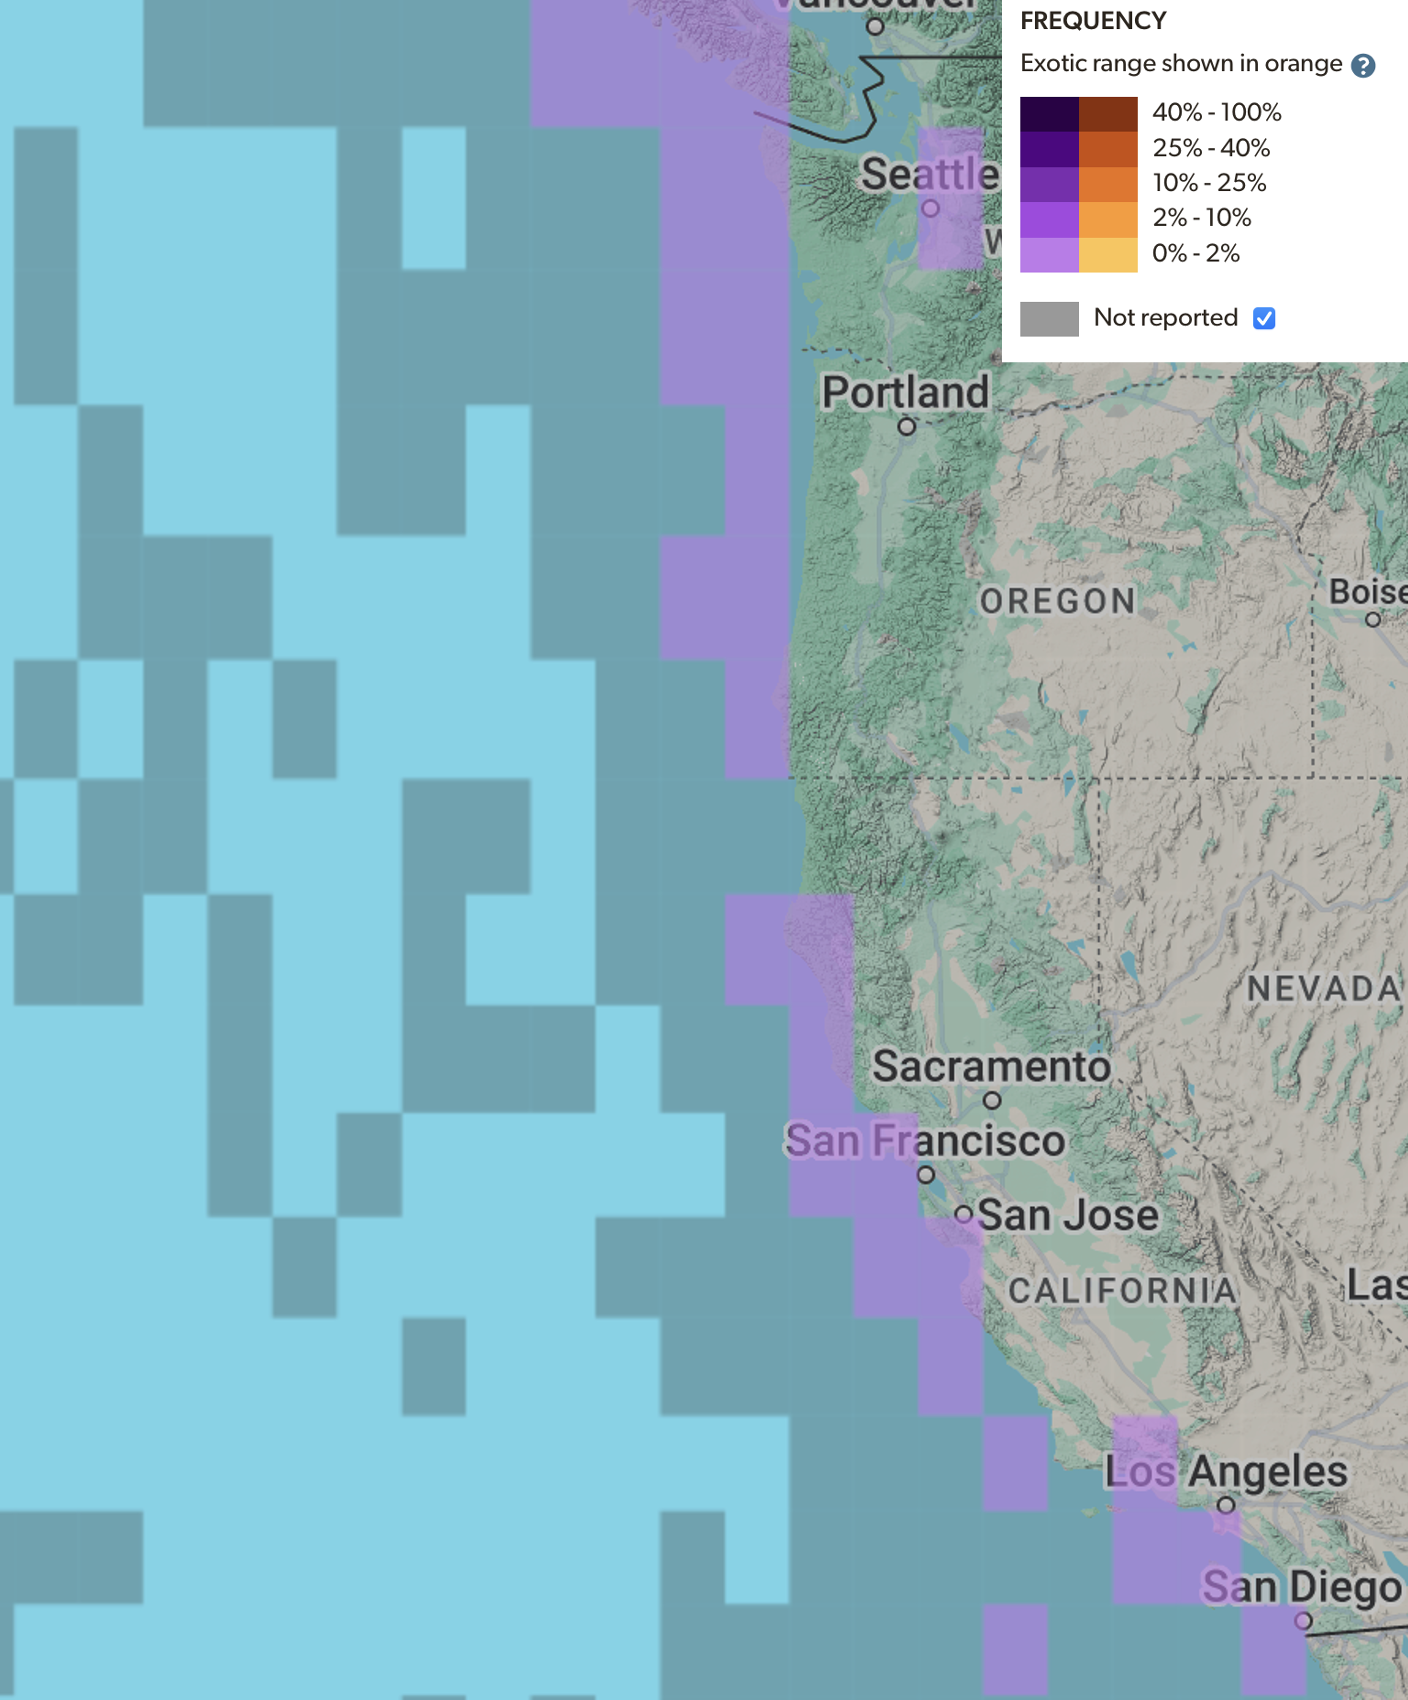 Vancouver
FREQUENCY
Exotic range shown in orange ?
40% - 100%
25% - 40%
10% - 25%
2% - 10%
0% - 2%
Not reported
Seattle
W
Portland
OREGON
Boise
NEVADA
Sacramento
San Francisco
San Jose
CALIFORNIA
Las
Los Angeles
San Diego